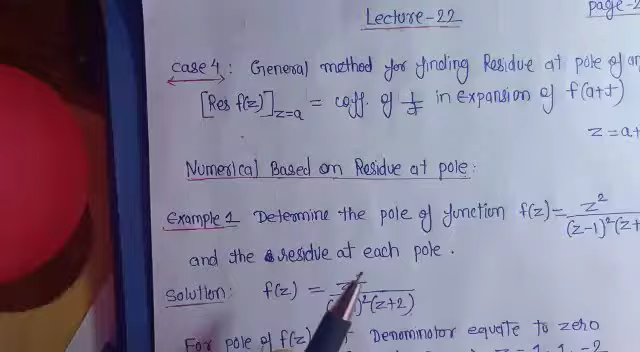 Lecture-22
page-2
Case 4: General method for finding Residue at pole of an
[Res f(z)]z=a = coff. of 1/t in expansion of f(a+t)
z = a+
Numerical Based on Residue at pole:
Example 1 Determine the pole of function f(z) = z²/(z-1)²(z+
and the residue at each pole.
Solution: f(z) = )²(z+2)
For pole of f(z) Denominator equate to zero